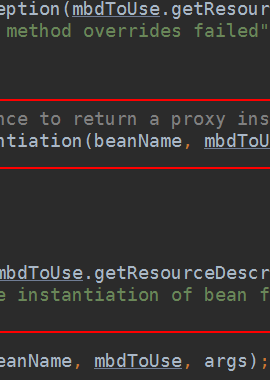 eption(mbdToUse.getResour
method overrides failed"
nce to return a proxy ins
ntiation(beanName, mbdToU
mbdToUse.getResourceDescr
e instantiation of bean f
eanName, mbdToUse, args);